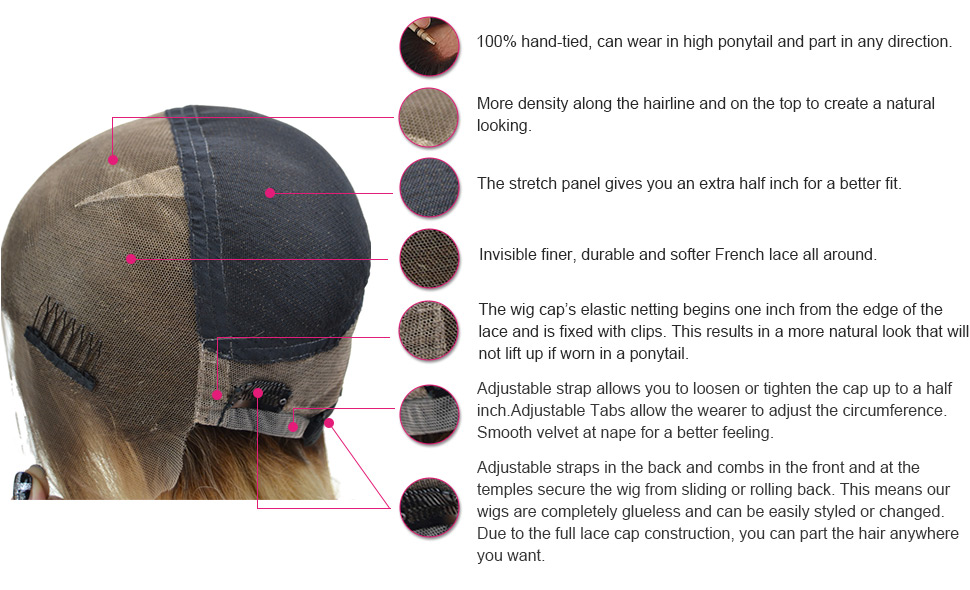 100% hand-tied, can wear in high ponytail and part in any direction.
More density along the hairline and on the top to create a natural
looking.
The stretch panel gives you an extra half inch for a better fit.
Invisible finer, durable and softer French lace all around.
The wig cap’s elastic netting begins one inch from the edge of the
lace and is fixed with clips. This results in a more natural look that will
not lift up if worn in a ponytail.
Adjustable strap allows you to loosen or tighten the cap up to a half
inch.Adjustable Tabs allow the wearer to adjust the circumference.
Smooth velvet at nape for a better feeling.
Adjustable straps in the back and combs in the front and at the
temples secure the wig from sliding or rolling back. This means our
wigs are completely glueless and can be easily styled or changed.
Due to the full lace cap construction, you can part the hair anywhere
you want.